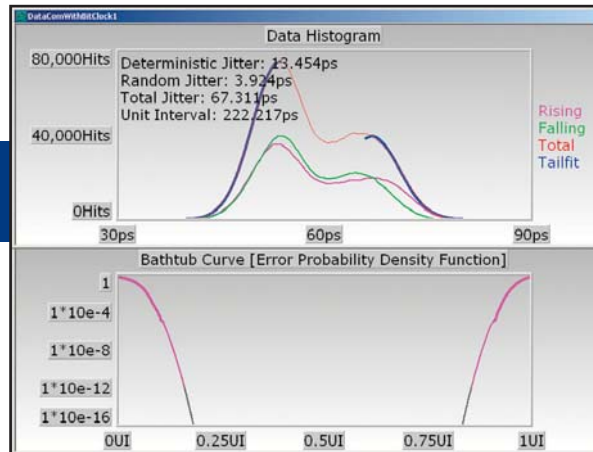 DataComWithBitClock1
Data Histogram
80,000Hits
40,000Hits
0Hits
Deterministic Jitter: 13.454ps
Random Jitter: 3.924ps
Total Jitter: 67.311ps
Unit Interval: 222.217ps
Rising
Falling
Total
Tailfit
30ps
60ps
90ps
Bathtub Curve [Error Probability Density Function]
1
1*10e-4
1*10e-8
1*10e-12
1*10e-16
0UI
0.25UI
0.5UI
0.75UI
1UI